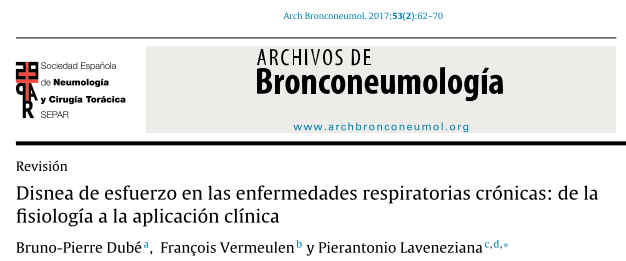 Arch Bronconeumol. 2017;53(2):62–70
Sociedad Española
de Neumología
y Cirugía Torácica
SEPAR
ARCHIVOS DE
Bronconeumología
www.archbronconeumol.org
Revisión
Disnea de esfuerzo en las enfermedades respiratorias crónicas: de la
fisiología a la aplicación clínica
Bruno-Pierre Dubé a, François Vermeulen b y Pierantonio Laveneziana c,d,∗